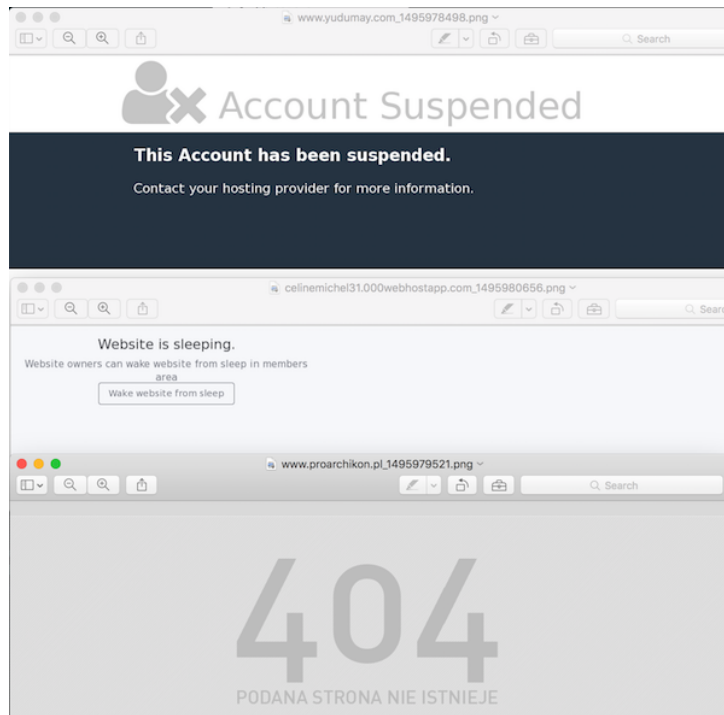 www.yudumay.com_1495978498.png
Search
Account Suspended
This Account has been suspended.
Contact your hosting provider for more information.
celinemichel31.000webhostapp.com_1495980656.png
Sear
Website is sleeping.
Website owners can wake website from sleep in members
area
Wake website from sleep
www.proarchikon.pl_1495979521.png
Search
404
PODANA STRONA NIE ISTNIEJE